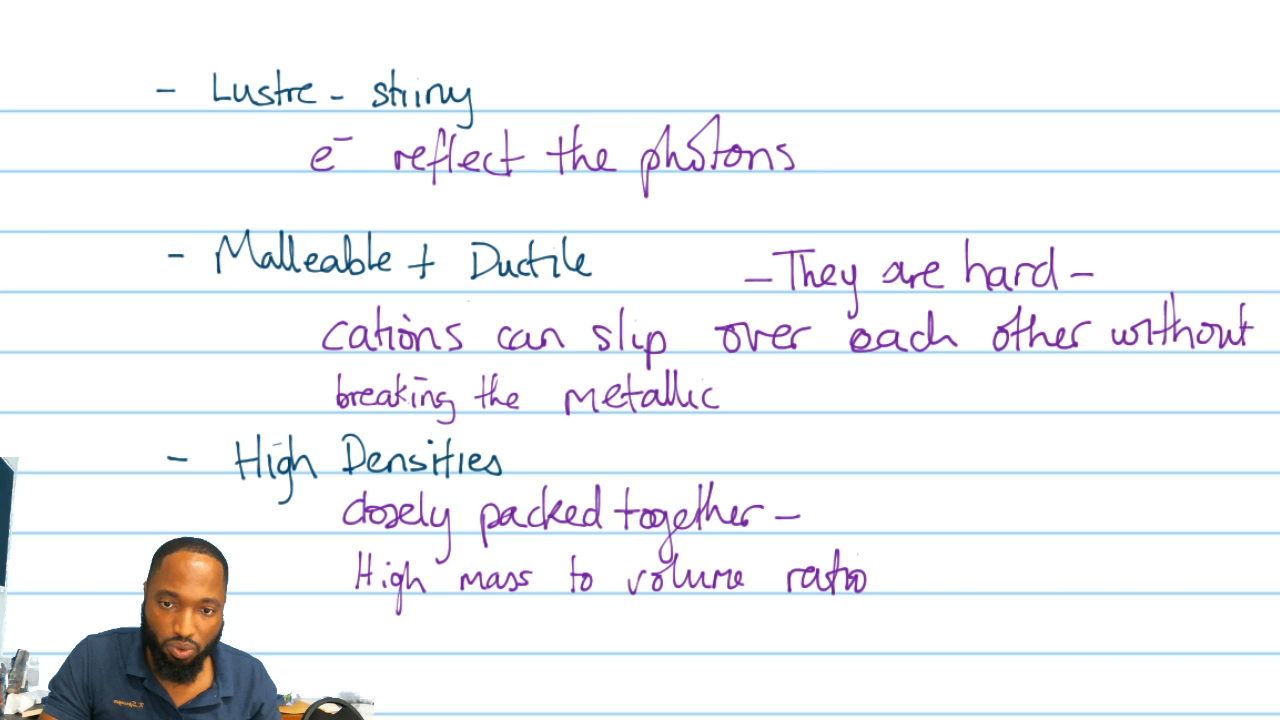 - Lustre - shiny
e⁻ reflect the photons
- Malleable + Ductile
- They are hard -
cations can slip over each other without
breaking the metallic
- High Densities
closely packed together -
High mass to volume ratio